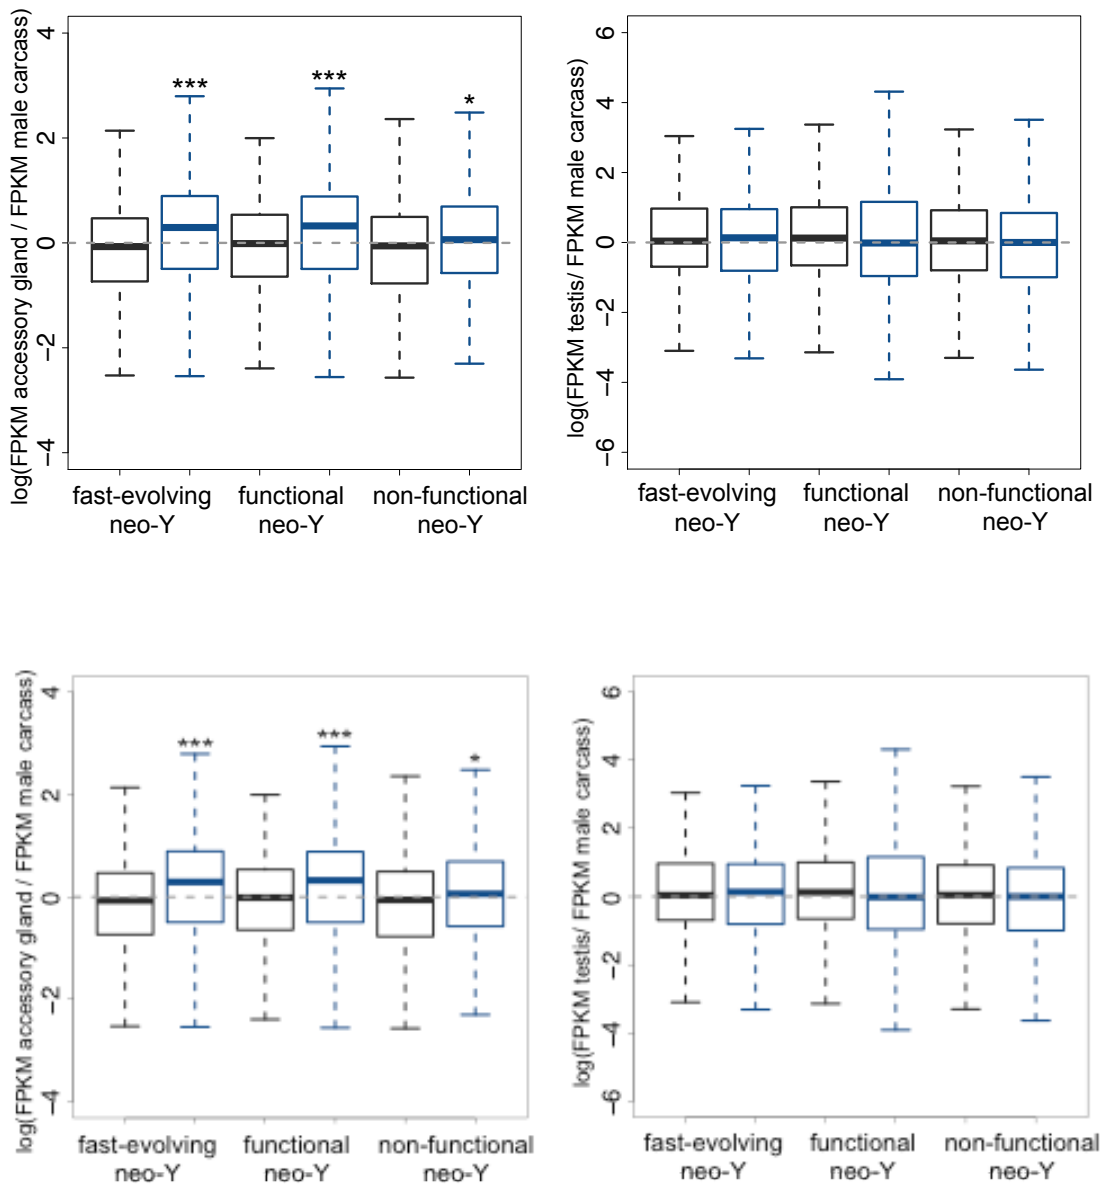 log(FPKM accessory gland / FPKM male carcass)
4
2
0
−2
−4
***
***
*
fast-evolving neo-Y
functional neo-Y
non-functional neo-Y
log(FPKM testis/ FPKM male carcass)
6
4
2
0
−2
−4
−6
fast-evolving neo-Y
functional neo-Y
non-functional neo-Y
log(FPKM accessory gland / FPKM male carcass)
4
2
0
−2
−4
***
***
*
fast-evolving neo-Y
functional neo-Y
non-functional neo-Y
log(FPKM testis/ FPKM male carcass)
6
4
2
0
−2
−4
−6
fast-evolving neo-Y
functional neo-Y
non-functional neo-Y